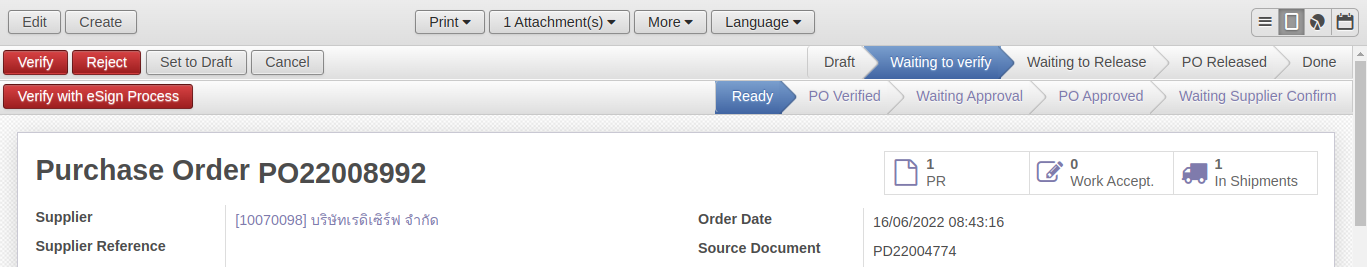 Edit Create Print 1 Attachment(s) More Language
Verify Reject Set to Draft Cancel Draft Waiting to verify Waiting to Release PO Released Done
Verify with eSign Process Ready PO Verified Waiting Approval PO Approved Waiting Supplier Confirm
Purchase Order PO22008992
1 PR
0 Work Accept.
1 In Shipments
Supplier [10070098] บริษัทเรดิเซิร์ฟ จำกัด Order Date 16/06/2022 08:43:16
Supplier Reference Source Document PD22004774